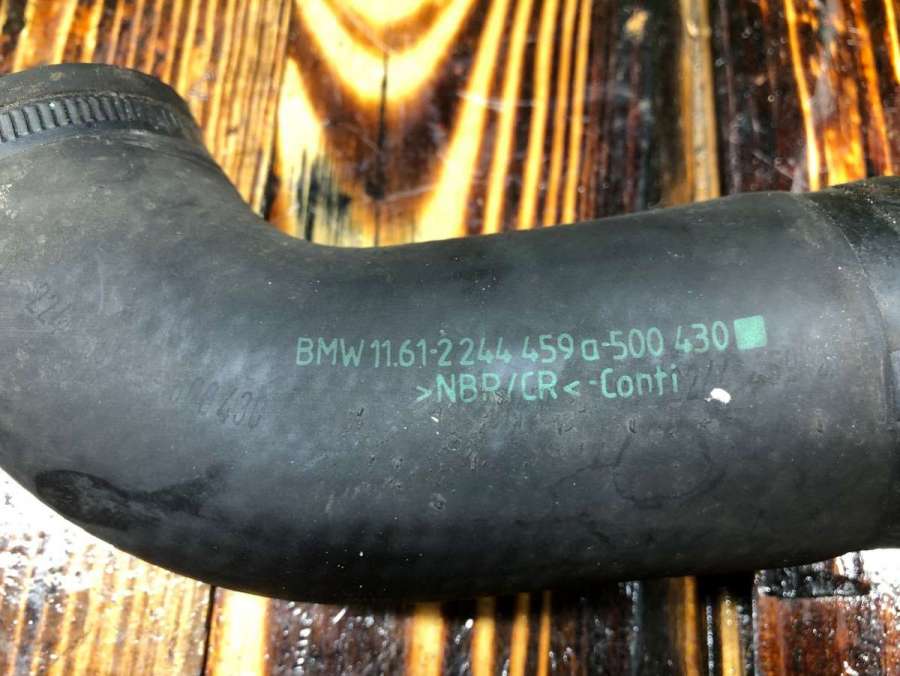 BMW 11.61-2 244 459 a-500 430
>NBR/CR<-Conti